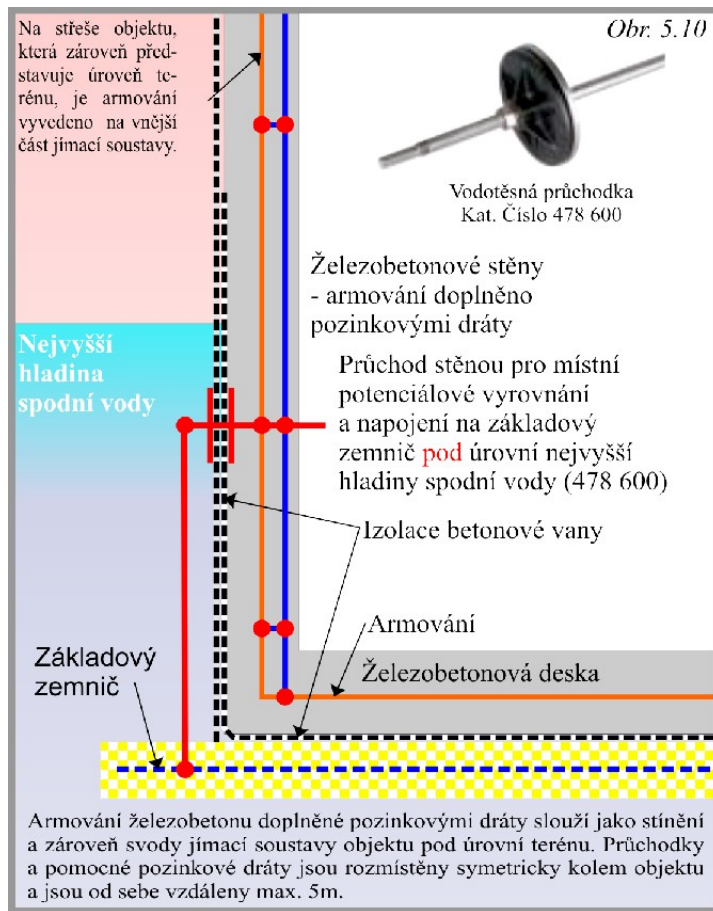 Na střeše objektu,
která zároveň před-
stavuje úroveň te-
rénu, je armování
vyvedeno na vnější
část jímací soustavy.
Obr. 5.10
Vodotěsná průchodka
Kat. Číslo 478 600
Železobetonové stěny
- armování doplněno
pozinkovými dráty
Nejvyšší
hladina
spodní vody
Průchod stěnou pro místní
potenciálové vyrovnání
a napojení na základový
zemnič pod úrovní nejvyšší
hladiny spodní vody (478 600)
Izolace betonové vany
Armování
Železobetonová deska
Základový
zemnič
Armování železobetonu doplněné pozinkovými dráty slouží jako stínění
a zároveň svody jímací soustavy objektu pod úrovní terénu. Průchodky
a pomocné pozinkové dráty jsou rozmístěny symetricky kolem objektu
a jsou od sebe vzdáleny max. 5m.